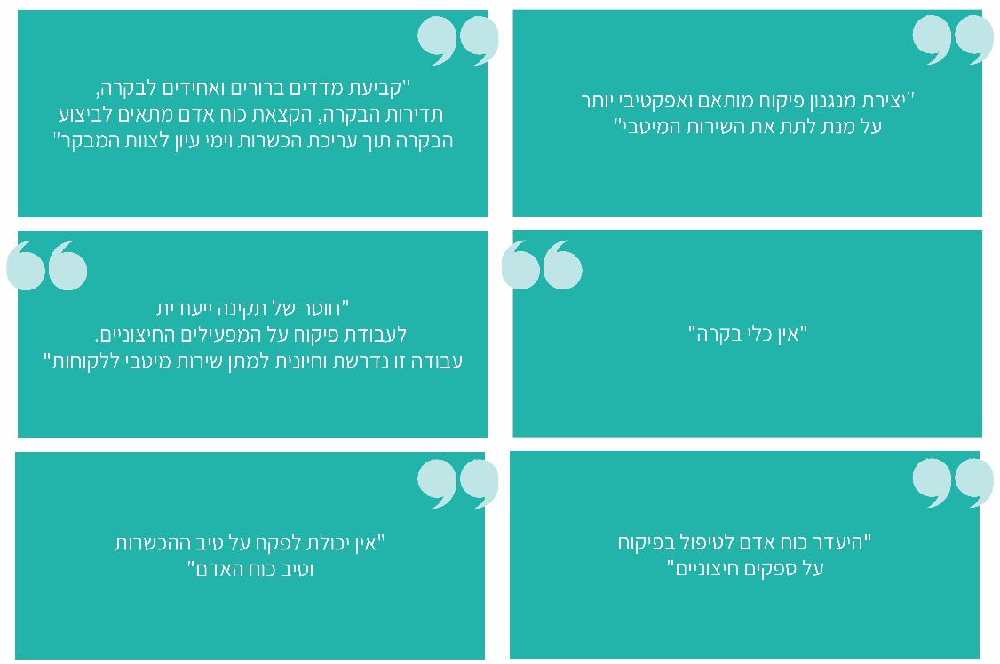 "יצירת מנגנון פיקוח מותאם ואפקטיבי יותר
על מנת לתת את השירות המיטבי"
"קביעת מדדים ברורים ואחידים לבקרה,
תדירות הבקרה, הקצאת כוח אדם מתאים לביצוע
הבקרה תוך עריכת הכשרות וימי עיון לצוות המבקר"
"אין כלי בקרה"
"חוסר של תקינה ייעודית
לעבודת פיקוח על המפעילים החיצוניים.
עבודה זו נדרשת וחיונית למתן שירות מיטבי ללקוחות"
"היעדר כוח אדם לטיפול בפיקוח
על ספקים חיצוניים"
"אין יכולת לפקח על טיב ההכשרות
וטיב כוח האדם"